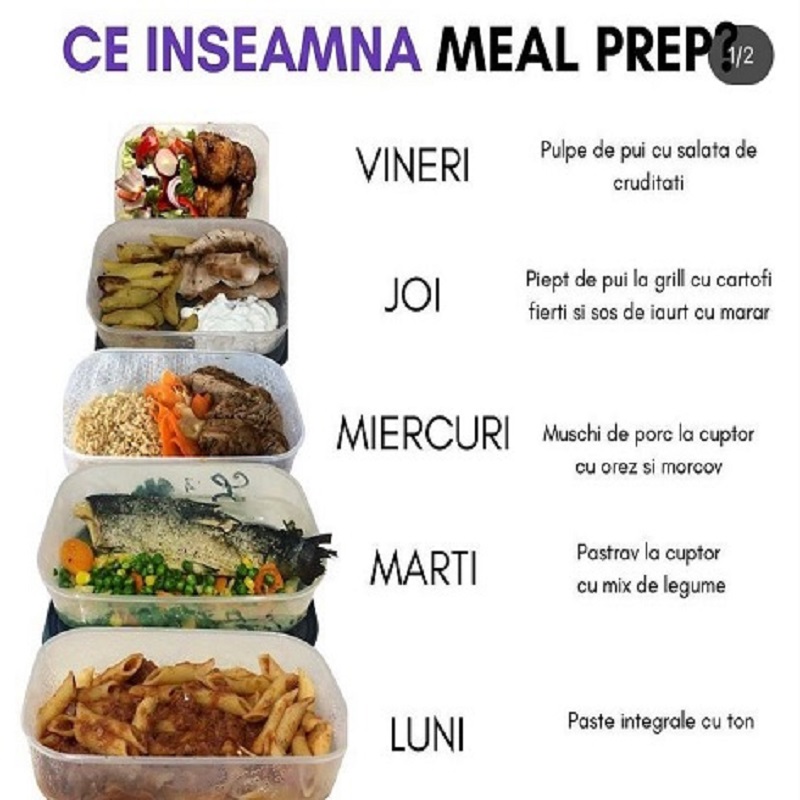 CE INSEAMNA MEAL PREP?
1/2
VINERI
Pulpe de pui cu salata de
cruditati
JOI
Piept de pui la grill cu cartofi
fierti si sos de iaurt cu marar
MIERCURI
Muschi de porc la cuptor
cu orez si morcov
MARTI
Pastrav la cuptor
cu mix de legume
LUNI
Paste integrale cu ton